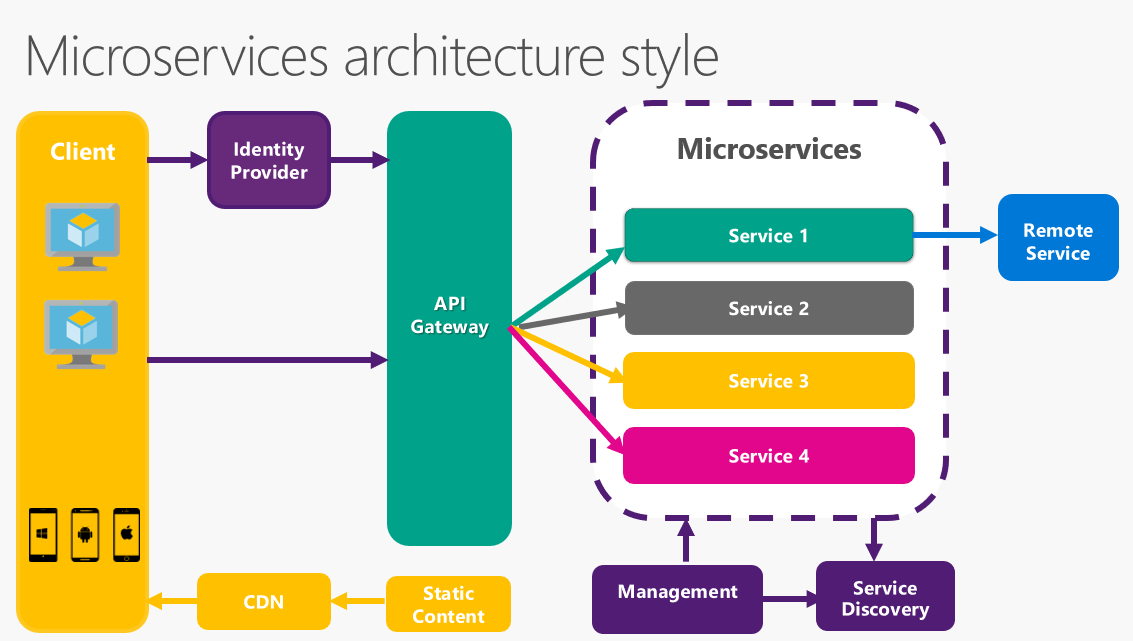 Microservices architecture style
Client
Identity
Provider
API
Gateway
Microservices
Service 1
Service 2
Service 3
Service 4
Remote
Service
CDN
Static
Content
Management
Service
Discovery